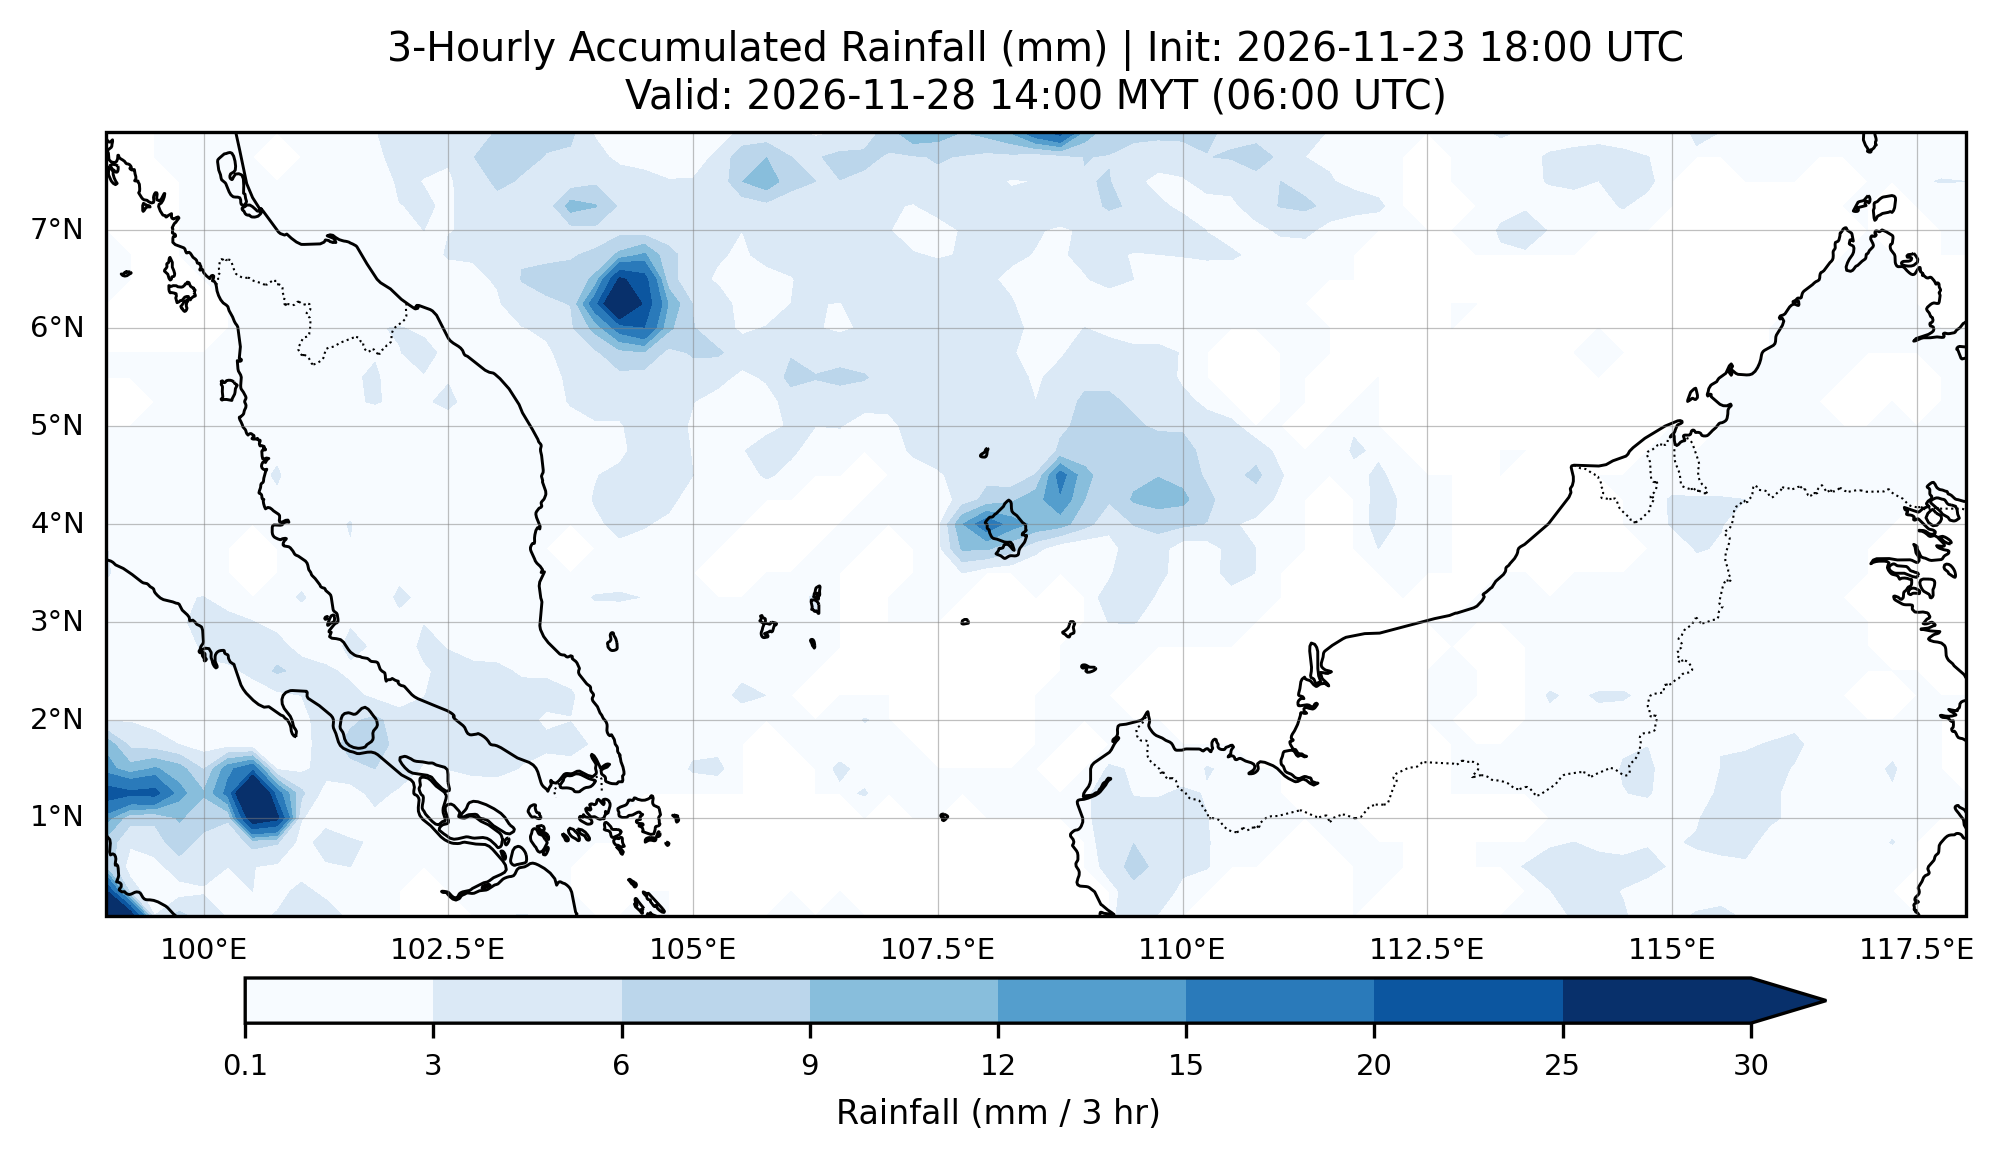 3-Hourly Accumulated Rainfall (mm) | Init: 2026-11-23 18:00 UTC
Valid: 2026-11-28 14:00 MYT (06:00 UTC)
7°N
6°N
5°N
4°N
3°N
2°N
1°N
100°E 102.5°E 105°E 107.5°E 110°E 112.5°E 115°E 117.5°E
0.1 3 6 9 12 15 20 25 30
Rainfall (mm / 3 hr)